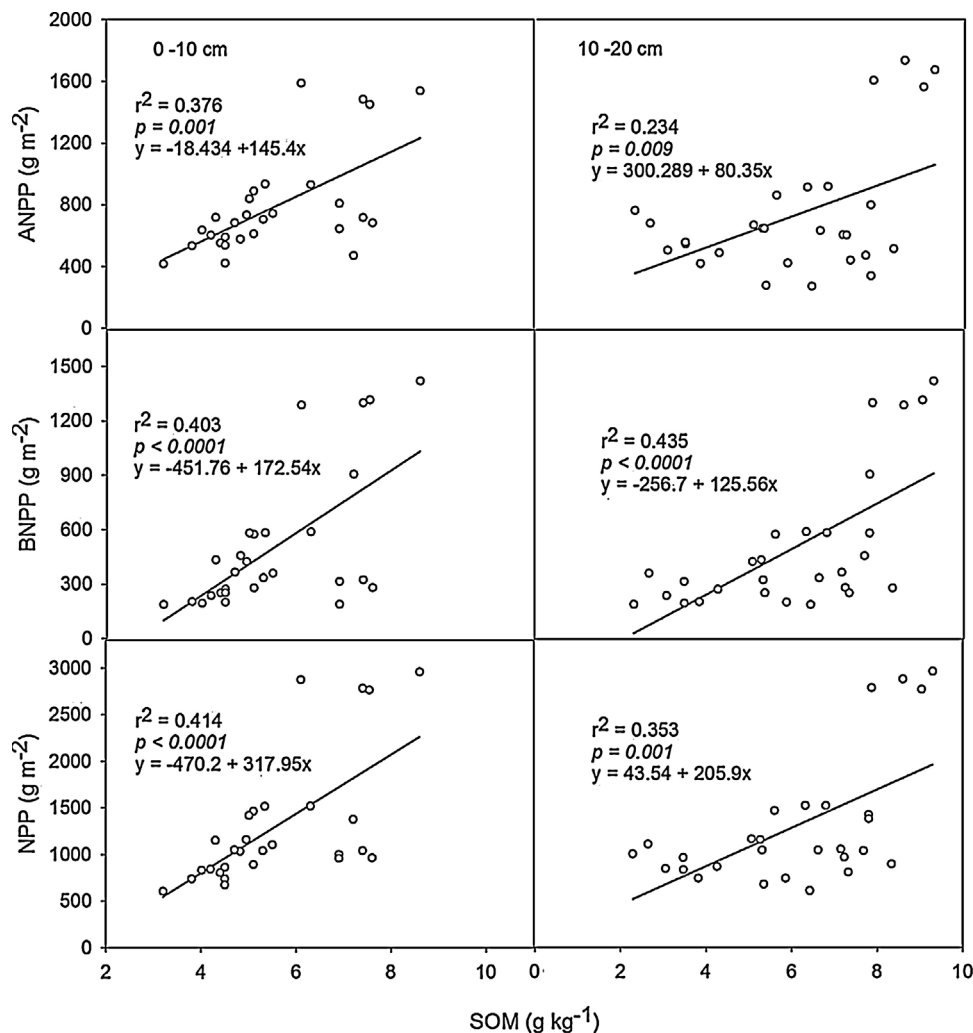 2000
1600
1200
800
400
0
ANPP (g m-2)
0 -10 cm
r2 = 0.376
p = 0.001
y = -18.434 +145.4x
10 -20 cm
r2 = 0.234
p = 0.009
y = 300.289 + 80.35x
1500
1200
900
600
300
0
BNPP (g m-2)
r2 = 0.403
p < 0.0001
y = -451.76 + 172.54x
r2 = 0.435
p < 0.0001
y = -256.7 + 125.56x
3000
2500
2000
1500
1000
500
0
NPP (g m-2)
r2 = 0.414
p < 0.0001
y = -470.2 + 317.95x
r2 = 0.353
p = 0.001
y = 43.54 + 205.9x
2 4 6 8 10 0 2 4 6 8 10
SOM (g kg-1)